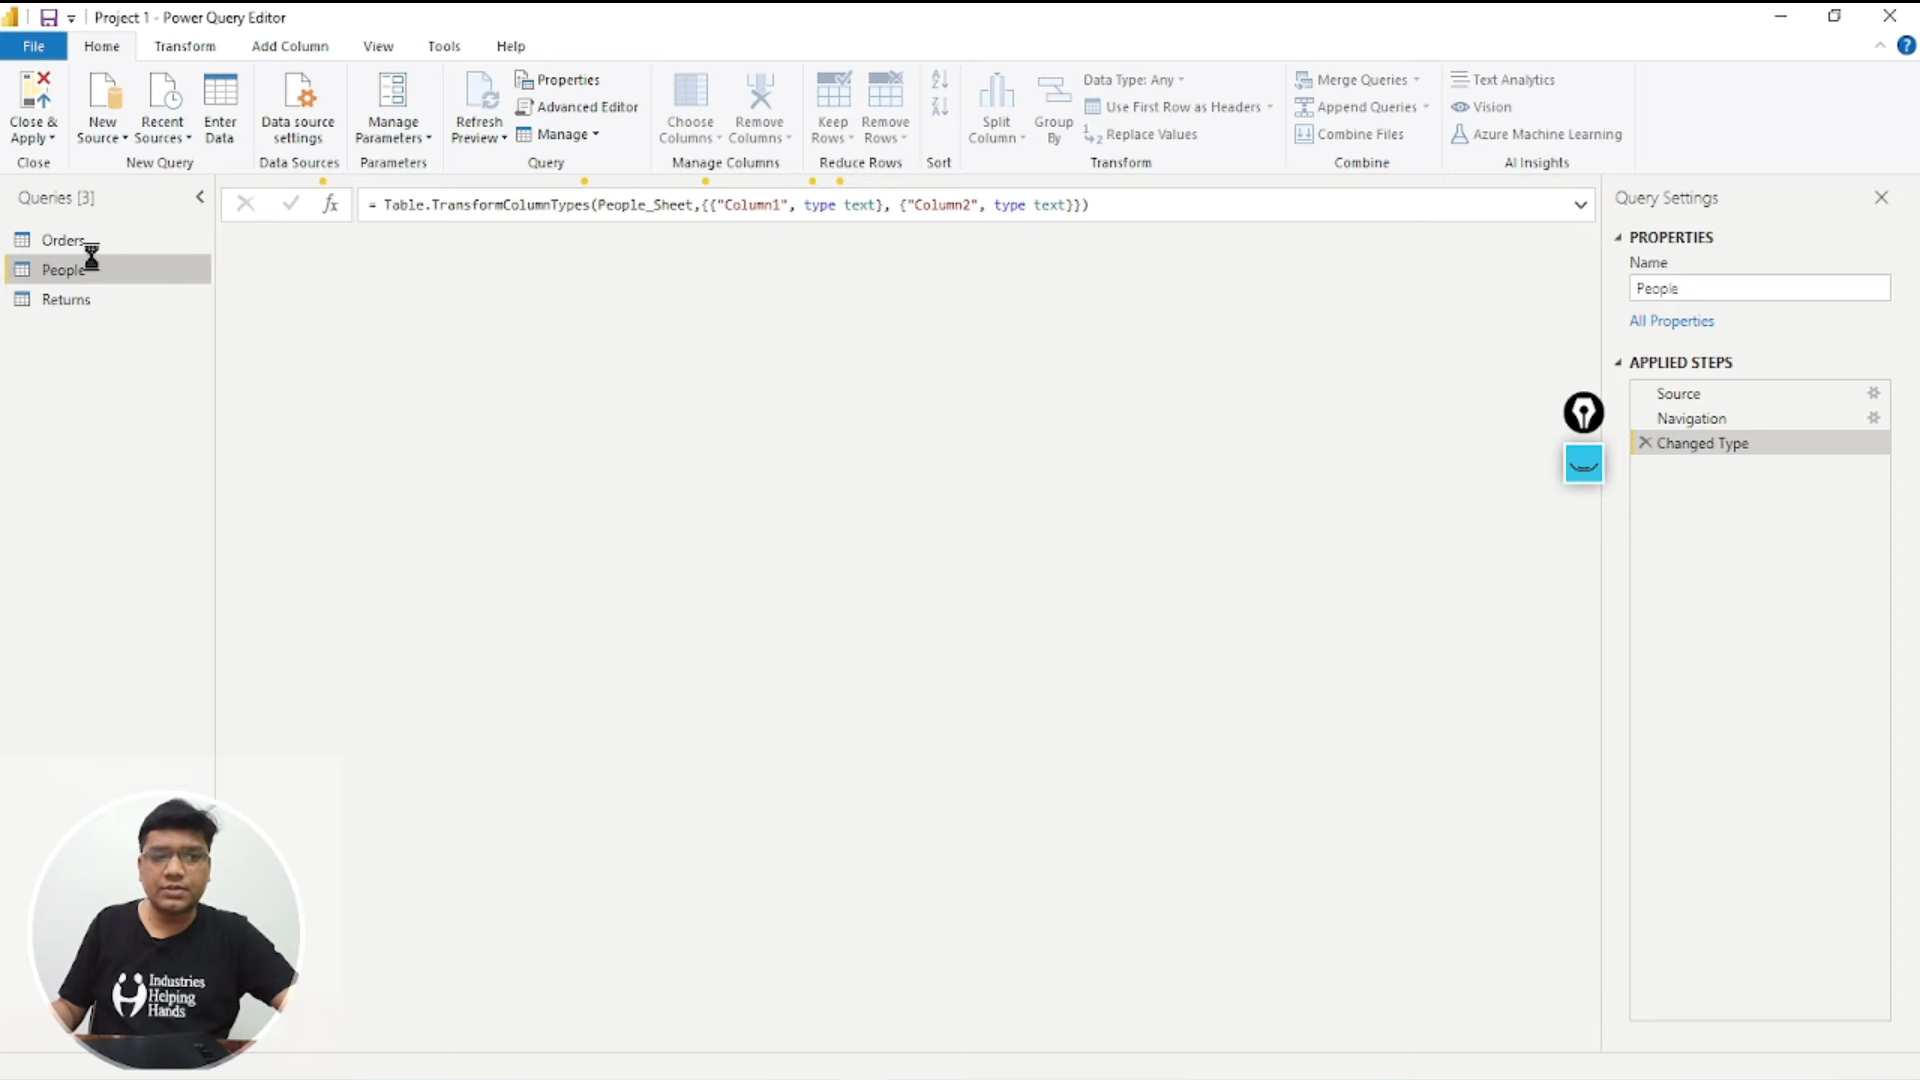 Project 1 - Power Query Editor
File Home Transform Add Column View Tools Help
Close & Apply
New Source
Recent Sources
Enter Data
Data source settings
Manage Parameters
Refresh Preview
Properties
Advanced Editor
Manage
Choose Columns
Remove Columns
Keep Rows
Remove Rows
Split Column
Group By
Data Type: Any
Use First Row as Headers
Replace Values
Merge Queries
Append Queries
Combine Files
Text Analytics
Vision
Azure Machine Learning
Close New Query Data Sources Parameters Query Manage Columns Reduce Rows Sort Transform Combine AI Insights
Queries [3]
Orders
People
Returns
fx
= Table.TransformColumnTypes(People_Sheet,{{"Column1", type text}, {"Column2", type text}})
Query Settings
PROPERTIES
Name
People
All Properties
APPLIED STEPS
Source
Navigation
Changed Type
Industries
Helping
Hands